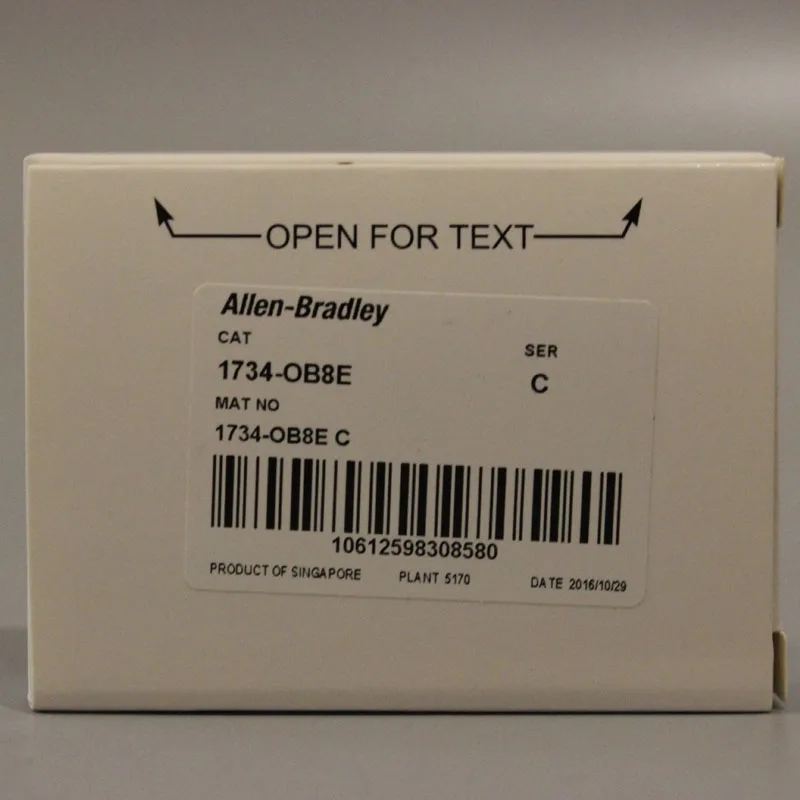 OPEN FOR TEXT
Allen-Bradley
CAT
SER
1734-OB8E
C
MAT NO
1734-OB8E C
10612598308580
PRODUCT OF SINGAPORE PLANT 5170 DATE 2016/10/29